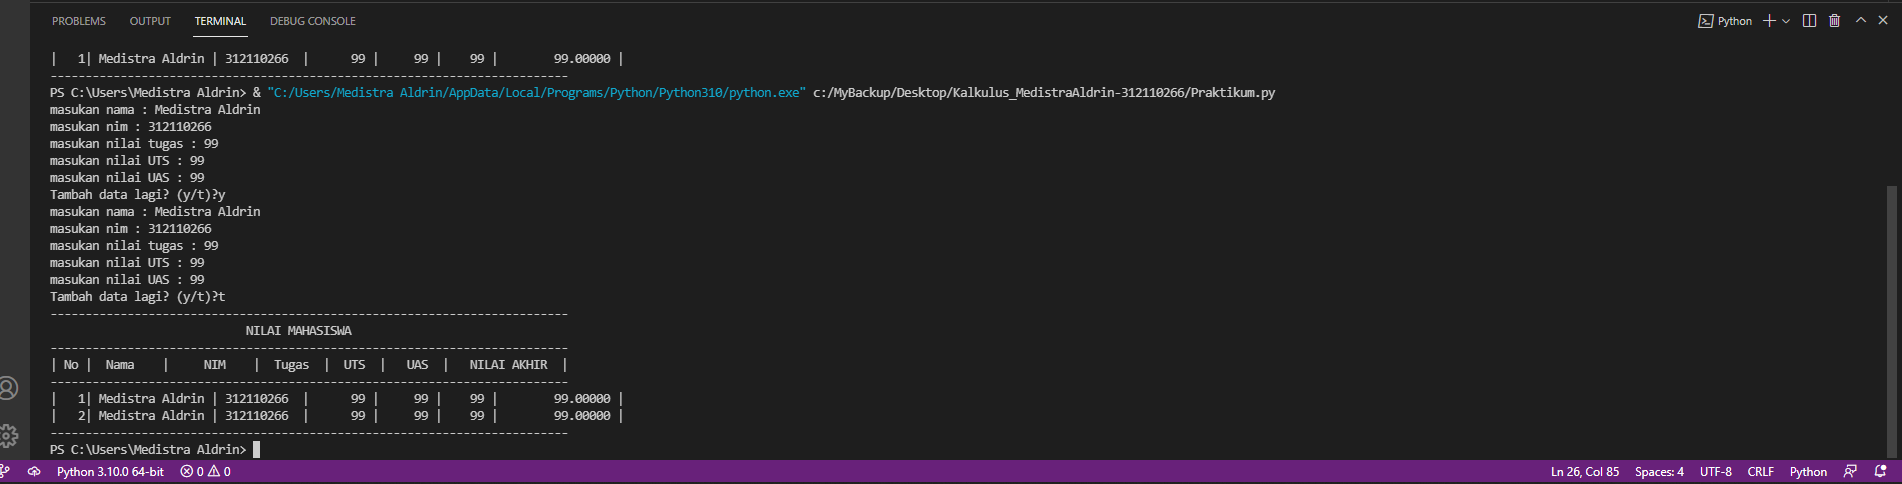 PROBLEMS OUTPUT TERMINAL DEBUG CONSOLE Python
| 1| Medistra Aldrin | 312110266 | 99 | 99 | 99 | 99.00000 |
--------------------------------------------------------------------------
PS C:\Users\Medistra Aldrin> & "C:/Users/Medistra Aldrin/AppData/Local/Programs/Python/Python310/python.exe" c:/MyBackup/Desktop/Kalkulus_MedistraAldrin-312110266/Praktikum.py
masukan nama : Medistra Aldrin
masukan nim : 312110266
masukan nilai tugas : 99
masukan nilai UTS : 99
masukan nilai UAS : 99
Tambah data lagi? (y/t)?y
masukan nama : Medistra Aldrin
masukan nim : 312110266
masukan nilai tugas : 99
masukan nilai UTS : 99
masukan nilai UAS : 99
Tambah data lagi? (y/t)?t
--------------------------------------------------------------------------
NILAI MAHASISWA
--------------------------------------------------------------------------
| No | Nama | NIM | Tugas | UTS | UAS | NILAI AKHIR |
--------------------------------------------------------------------------
| 1| Medistra Aldrin | 312110266 | 99 | 99 | 99 | 99.00000 |
| 2| Medistra Aldrin | 312110266 | 99 | 99 | 99 | 99.00000 |
--------------------------------------------------------------------------
PS C:\Users\Medistra Aldrin>
Python 3.10.0 64-bit 0 0 Ln 26, Col 85 Spaces: 4 UTF-8 CRLF Python